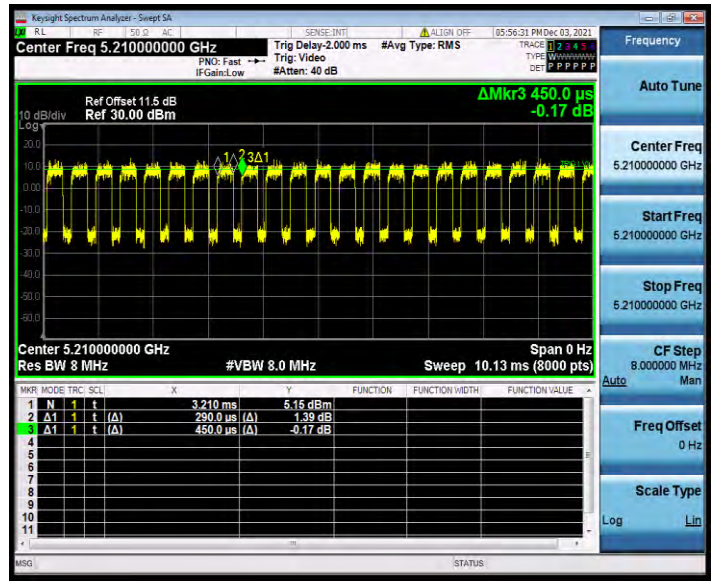 Keysight Spectrum Analyzer - Swept SA
RL RF 50 Ω AC SENSE:INT ALIGN OFF 05:56:31 PM Dec 03, 2021
Center Freq 5.210000000 GHz
PNO: Fast
IFGain:Low
Trig Delay-2.000 ms
Trig: Video
#Atten: 40 dB
#Avg Type: RMS
TRACE 1 2 3 4 5 6
TYPE
DET P P P P P P
Ref Offset 11.5 dB
10 dB/div Ref 30.00 dBm
Log
ΔMkr3 450.0 µs
-0.17 dB
20.0
10.0
0.00
-10.0
-20.0
-30.0
-40.0
-50.0
-60.0
1 2 3Δ1
Center 5.210000000 GHz Span 0 Hz
Res BW 8 MHz #VBW 8.0 MHz Sweep 10.13 ms (8000 pts)
MKR MODE TRC SCL X Y FUNCTION FUNCTION WIDTH FUNCTION VALUE
1 N 1 t 3.210 ms 5.15 dBm
2 Δ1 1 t (Δ) 290.0 µs (Δ) 1.39 dB
3 Δ1 1 t (Δ) 450.0 µs (Δ) -0.17 dB
4
5
6
7
8
9
10
11
MSG STATUS
Frequency
Auto Tune
Center Freq
5.210000000 GHz
Start Freq
5.210000000 GHz
Stop Freq
5.210000000 GHz
CF Step
8.000000 MHz
Auto Man
Freq Offset
0 Hz
Scale Type
Log Lin